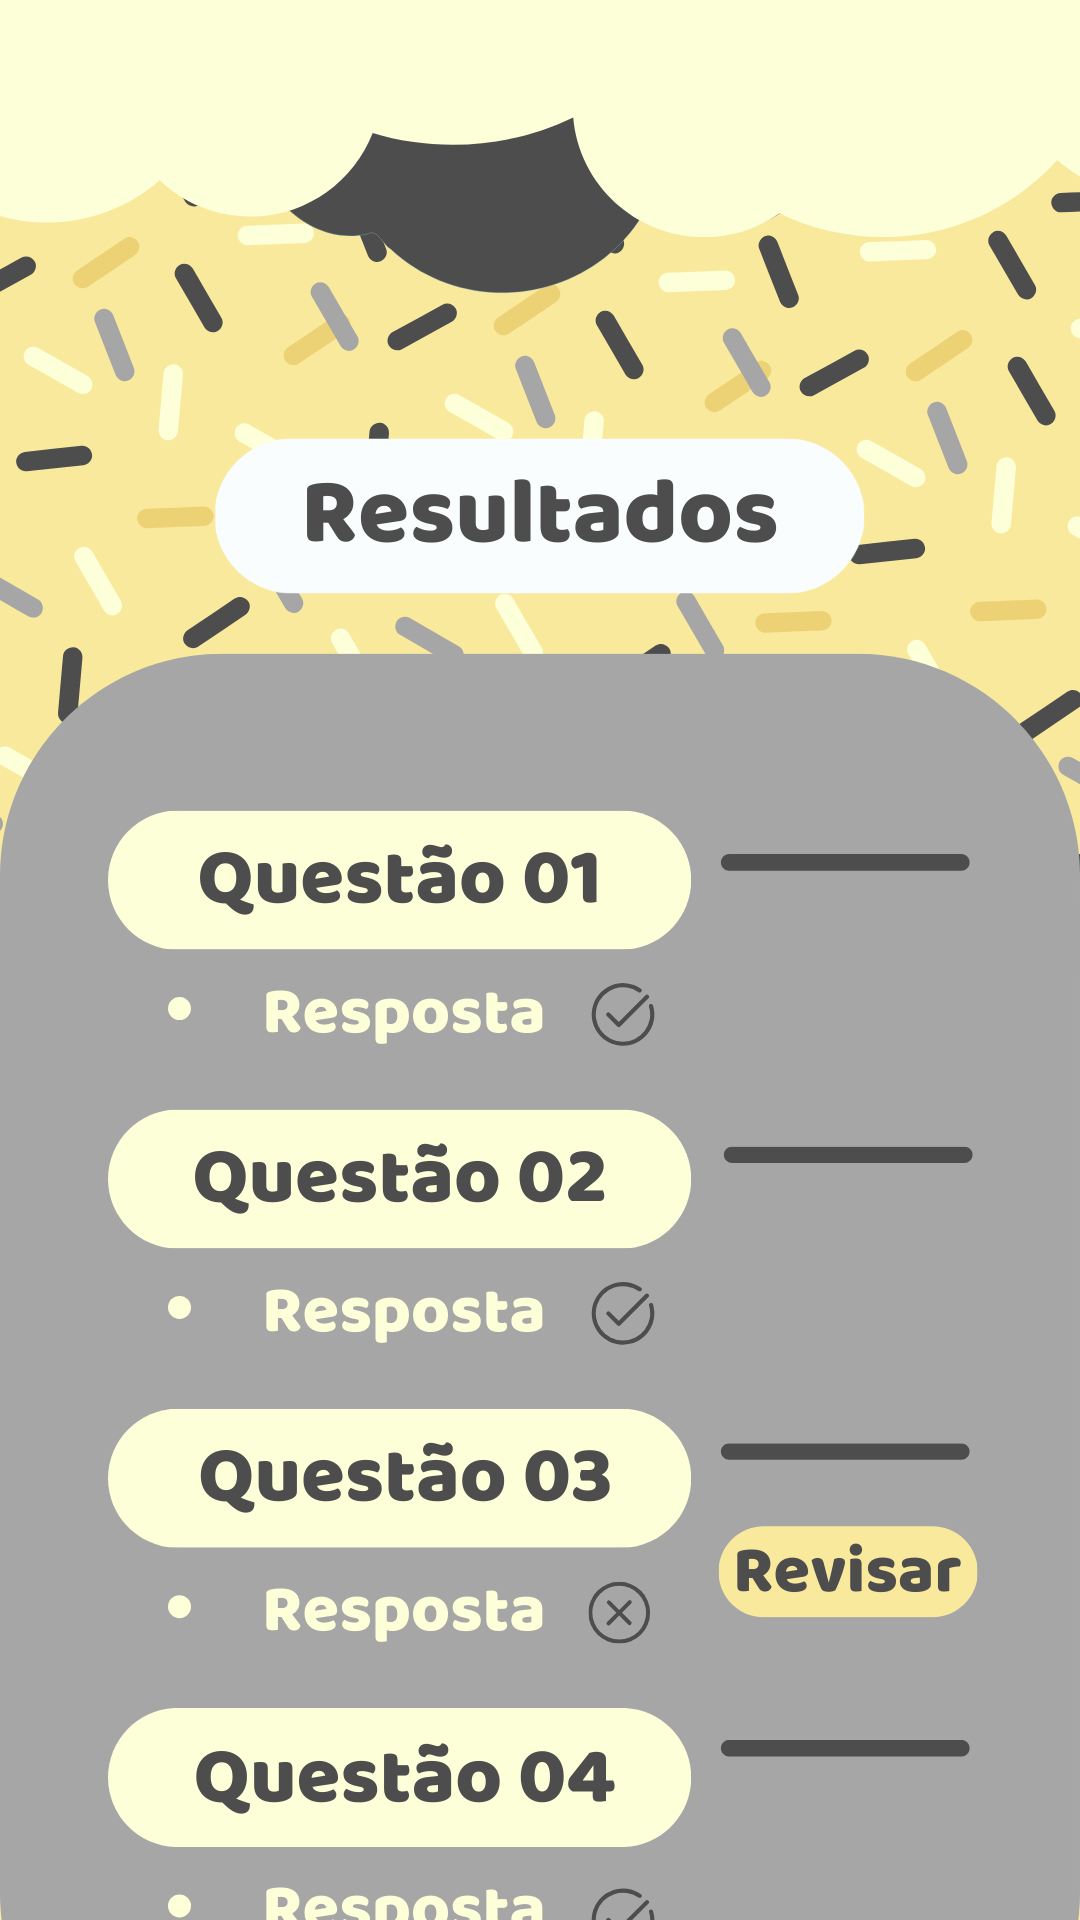 Resultados
Questão 01
Resposta
Questão 02
Resposta
Questão 03
Revisar
Resposta
Questão 04
Resposta